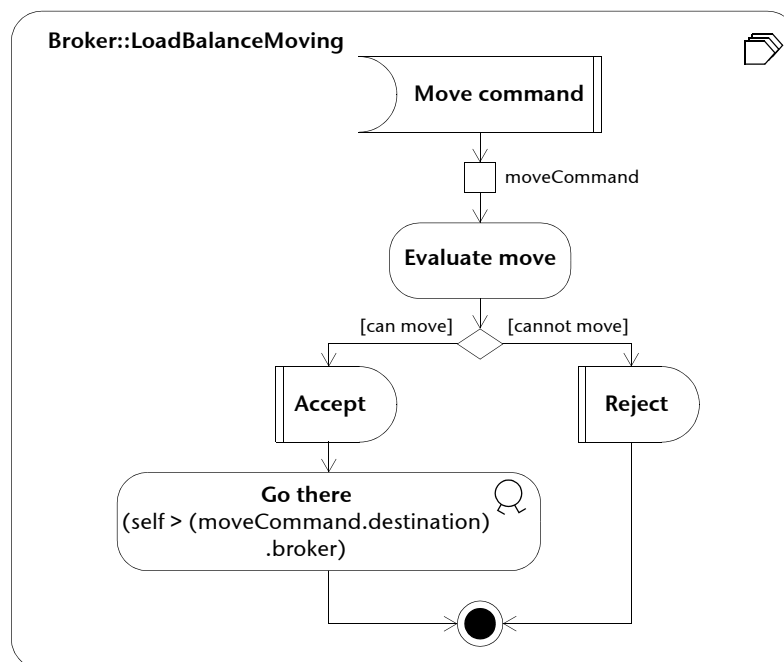 Broker::LoadBalanceMoving
Move command
moveCommand
Evaluate move
[can move]
[cannot move]
Accept
Reject
Go there
(self > (moveCommand.destination)
.broker)